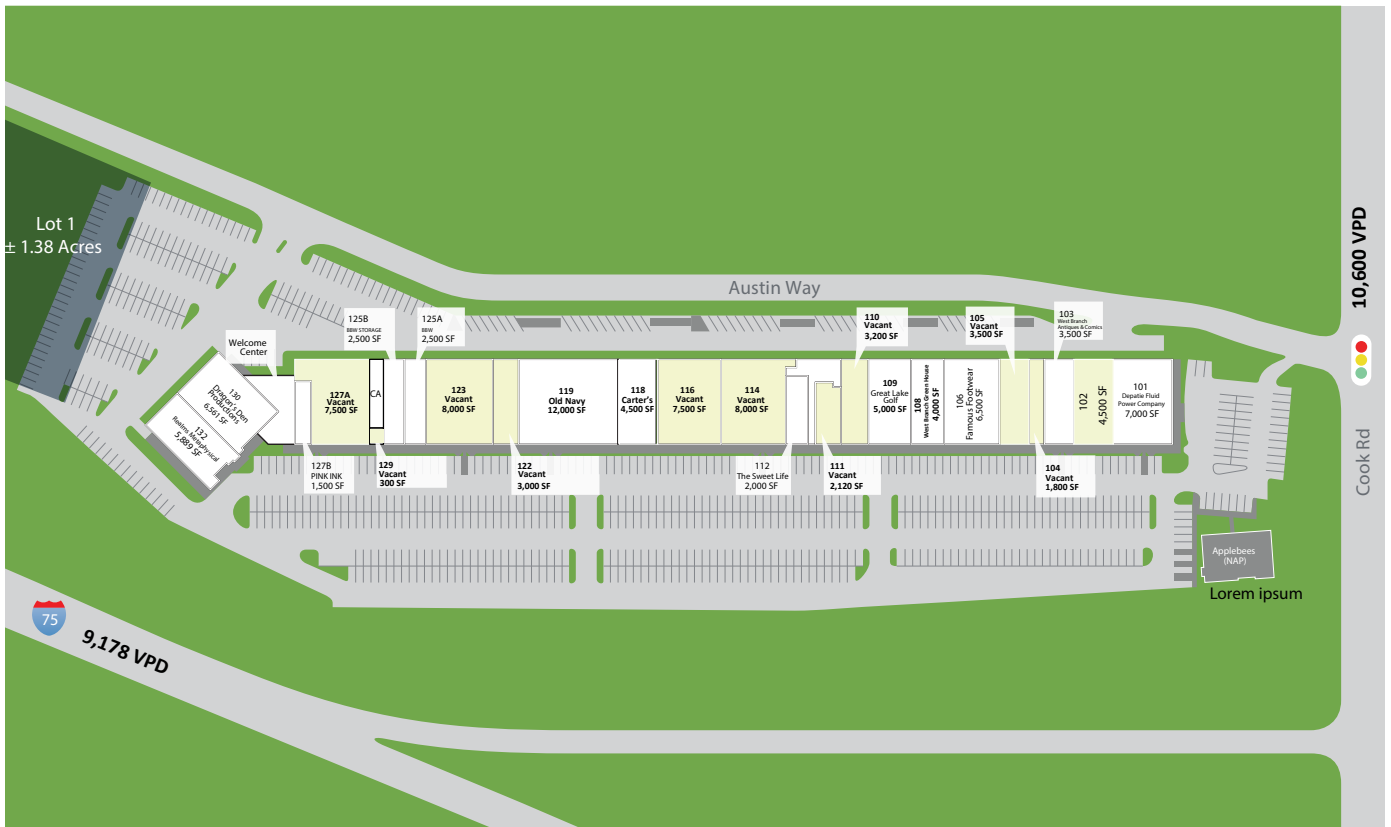 Lot 1
± 1.38 Acres
Austin Way
10,600 VPD
Cook Rd
Welcome
Center
125B
BBW STORAGE
2,500 SF
125A
BBW
2,500 SF
110
Vacant
3,200 SF
105
Vacant
3,500 SF
103
West Branch
Antiques & Comics
3,500 SF
130
Dragon's Den
Productions
6,561 SF
132
Realms Metaphysical
5,889 SF
127A
Vacant
7,500 SF
CA
123
Vacant
8,000 SF
119
Old Navy
12,000 SF
118
Carter's
4,500 SF
116
Vacant
7,500 SF
114
Vacant
8,000 SF
109
Great Lake
Golf
5,000 SF
108
West Branch Green House
4,000 SF
106
Famous Footwear
6,500 SF
102
4,500 SF
101
Depatie Fluid
Power Company
7,000 SF
127B
PINK INK
1,500 SF
129
Vacant
300 SF
122
Vacant
3,000 SF
112
The Sweet Life
2,000 SF
111
Vacant
2,120 SF
104
Vacant
1,800 SF
Applebees
(NAP)
Lorem ipsum
75
9,178 VPD